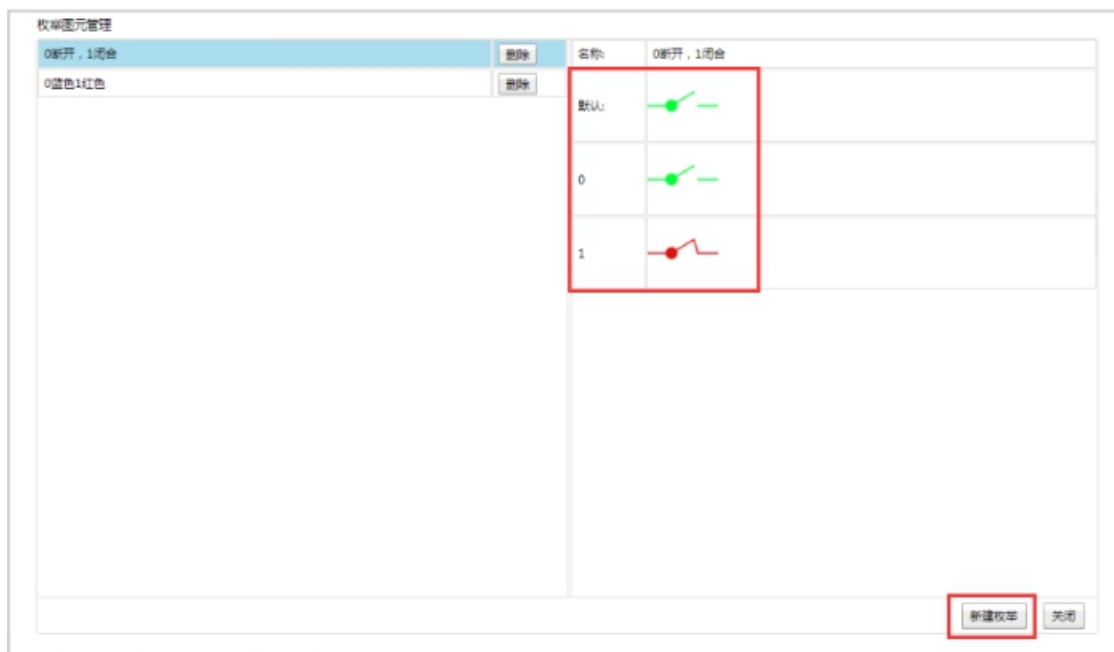 枚举图元管理
0断开，1闭合 删除 名称: 0断开，1闭合
0蓝色1红色 删除
默认:
0
1
新建枚举 关闭